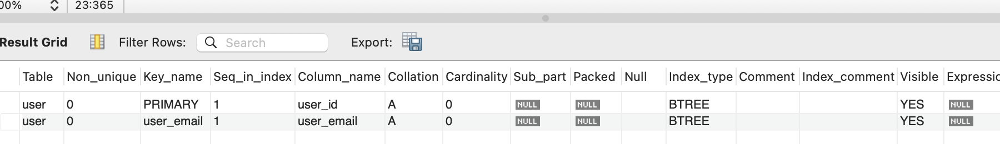 00% 23:365
Result Grid Filter Rows: Search Export:
Table Non_unique Key_name Seq_in_index Column_name Collation Cardinality Sub_part Packed Null Index_type Comment Index_comment Visible Expressio
user 0 PRIMARY 1 user_id A 0 NULL NULL BTREE YES NULL
user 0 user_email 1 user_email A 0 NULL NULL BTREE YES NULL